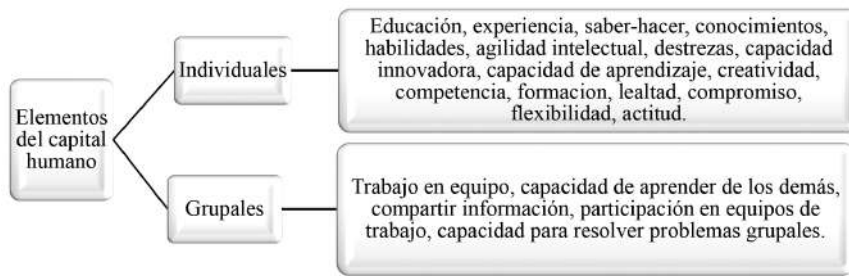 Elementos
del capital
humano
Individuales
Educación, experiencia, saber-hacer, conocimientos,
habilidades, agilidad intelectual, destrezas, capacidad
innovadora, capacidad de aprendizaje, creatividad,
competencia, formacion, lealtad, compromiso,
flexibilidad, actitud.
Grupales
Trabajo en equipo, capacidad de aprender de los demás,
compartir información, participación en equipos de
trabajo, capacidad para resolver problemas grupales.